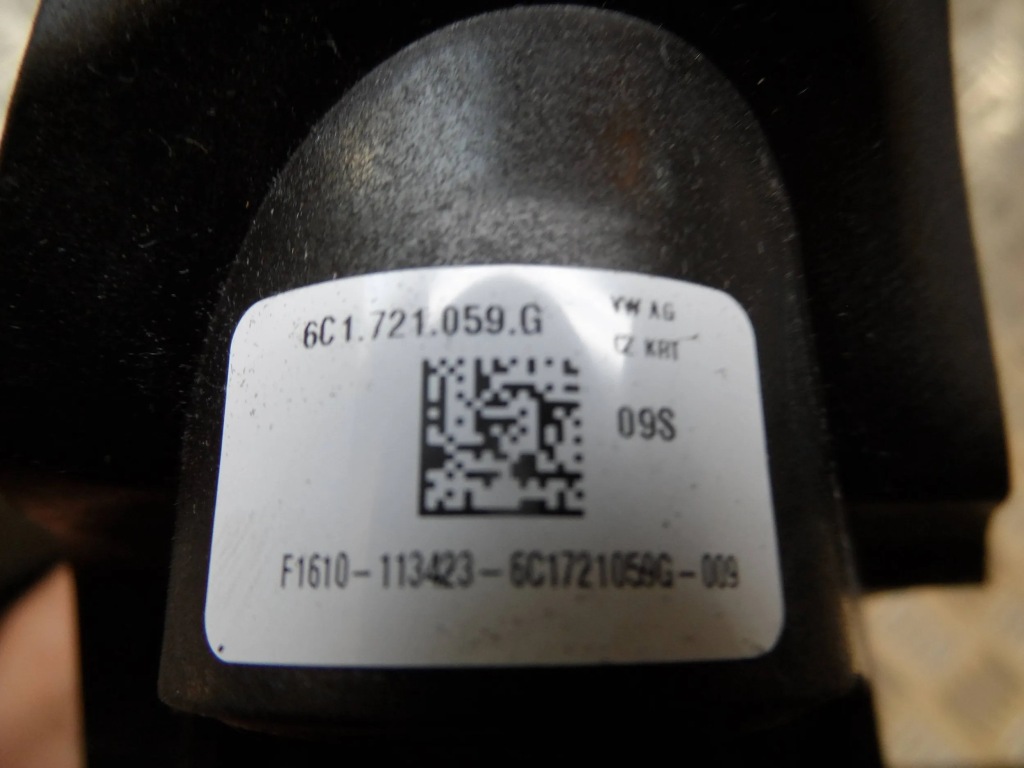 6C1.721.059.G
VW AG
CZ KRT
09S
F1610-113423-6C1721059G-009